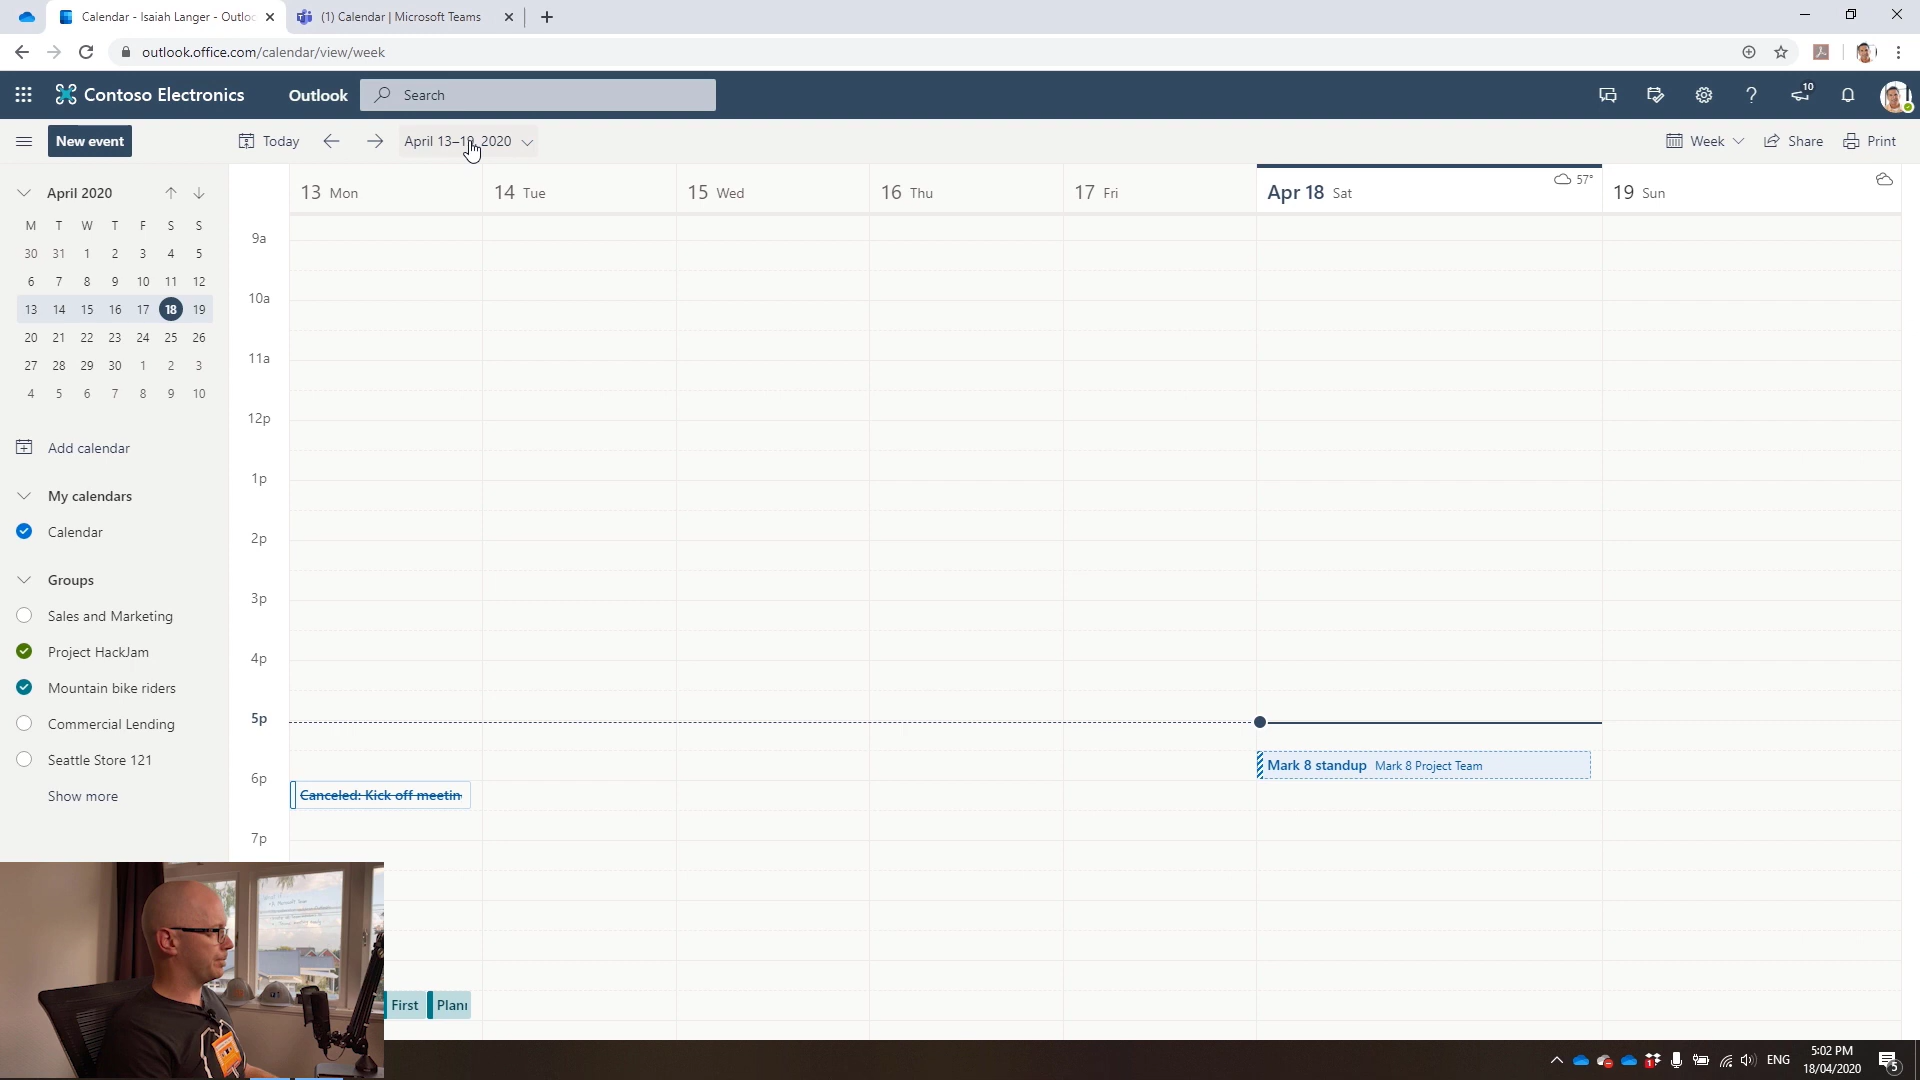 Calendar - Isaiah Langer - Outloo
(1) Calendar | Microsoft Teams
outlook.office.com/calendar/view/week
Contoso Electronics
Outlook
Search
10
New event
Today
April 13–19, 2020
Week
Share
Print
April 2020
M T W T F S S
30 31 1 2 3 4 5
6 7 8 9 10 11 12
13 14 15 16 17 18 19
20 21 22 23 24 25 26
27 28 29 30 1 2 3
4 5 6 7 8 9 10
Add calendar
My calendars
Calendar
Groups
Sales and Marketing
Project HackJam
Mountain bike riders
Commercial Lending
Seattle Store 121
Show more
13 Mon
14 Tue
15 Wed
16 Thu
17 Fri
Apr 18 Sat
57°
19 Sun
9a
10a
11a
12p
1p
2p
3p
4p
5p
6p
7p
Mark 8 standup Mark 8 Project Team
Canceled: Kick off meetin
First
Plann
ENG
5:02 PM
18/04/2020
5